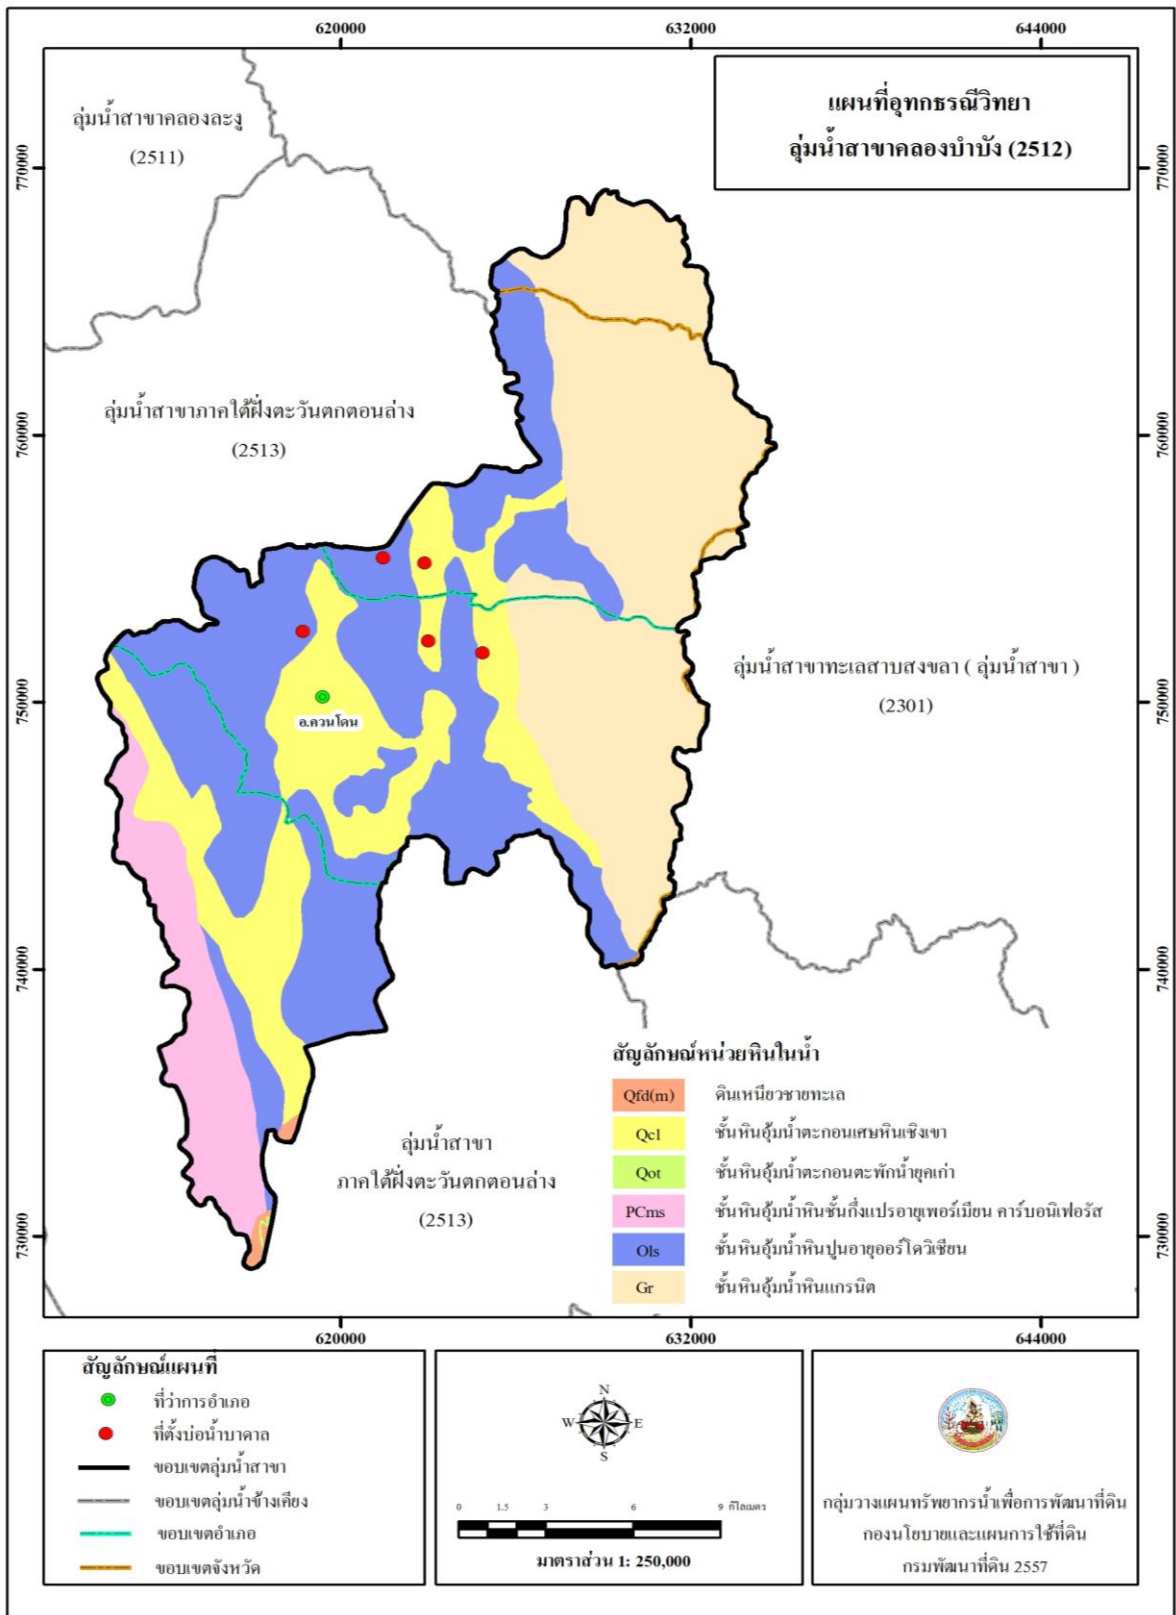 620000
632000
644000
แผนที่อุทกธรณีวิทยา
ลุ่มน้ำสาขาคลองบำบัง (2512)
ลุ่มน้ำสาขาคลองละงู
(2511)
770000
770000
ลุ่มน้ำสาขาภาคใต้ฝั่งตะวันตกตอนล่าง
(2513)
760000
760000
ลุ่มน้ำสาขาทะเลสาบสงขลา ( ลุ่มน้ำสาขา )
(2301)
750000
750000
อ.ควนโดน
740000
740000
ลุ่มน้ำสาขา
ภาคใต้ฝั่งตะวันตกตอนล่าง
(2513)
730000
730000
สัญลักษณ์หน่วยหินในน้ำ
Qfd(m) ดินเหนียวชายทะเล
Qcl ชั้นหินอุ้มน้ำตะกอนเศษหินเชิงเขา
Qot ชั้นหินอุ้มน้ำตะกอนตะพักน้ำยุคเก่า
PCms ชั้นหินอุ้มน้ำหินชั้นกึ่งแปรอายุเพอร์เมียน คาร์บอนิเฟอรัส
Ols ชั้นหินอุ้มน้ำหินปูนอายุออร์โดวิเชียน
Gr ชั้นหินอุ้มน้ำหินแกรนิต
620000
632000
644000
สัญลักษณ์แผนที่
ที่ว่าการอำเภอ
ที่ตั้งบ่อน้ำบาดาล
ขอบเขตลุ่มน้ำสาขา
ขอบเขตลุ่มน้ำข้างเคียง
ขอบเขตอำเภอ
ขอบเขตจังหวัด
N
W E
S
0 1.5 3 6 9 กิโลเมตร
มาตราส่วน 1: 250,000
กลุ่มวางแผนทรัพยากรน้ำเพื่อการพัฒนาที่ดิน
กองนโยบายและแผนการใช้ที่ดิน
กรมพัฒนาที่ดิน 2557